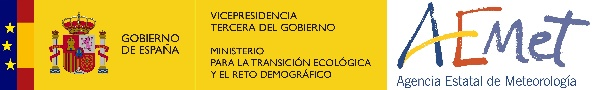 GOBIERNO
DE ESPAÑA
VICEPRESIDENCIA
TERCERA DEL GOBIERNO
MINISTERIO
PARA LA TRANSICIÓN ECOLÓGICA
Y EL RETO DEMOGRÁFICO
AEMet
Agencia Estatal de Meteorología